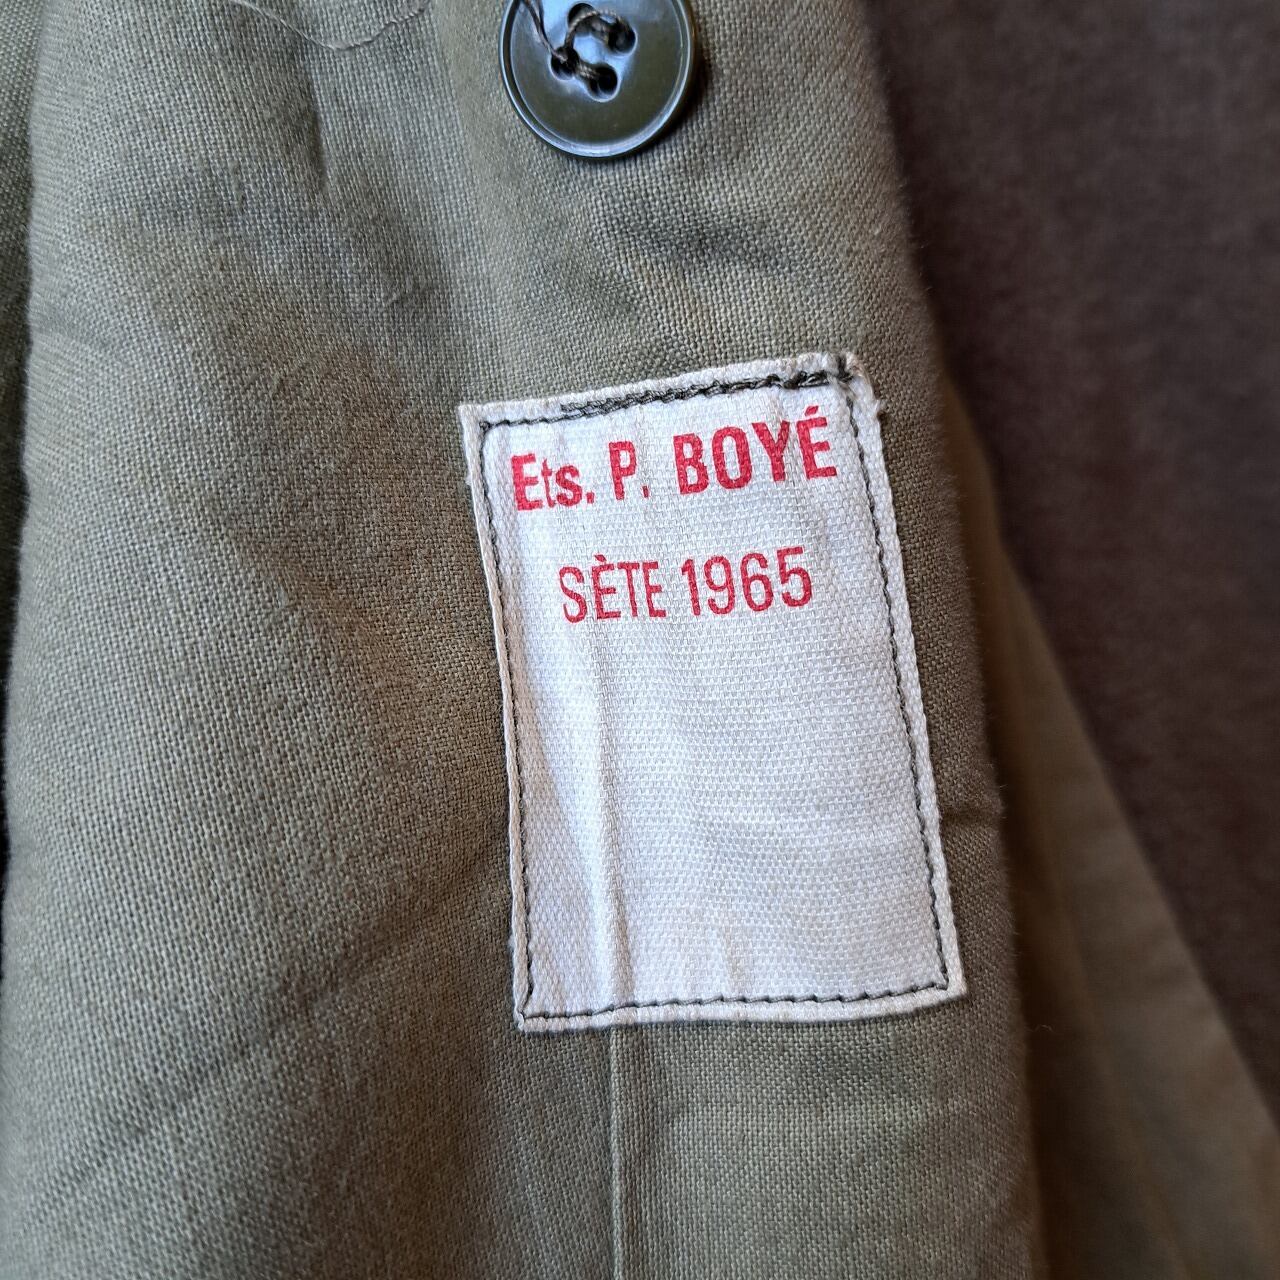 Ets. P. BOYÉ
SÈTE 1965